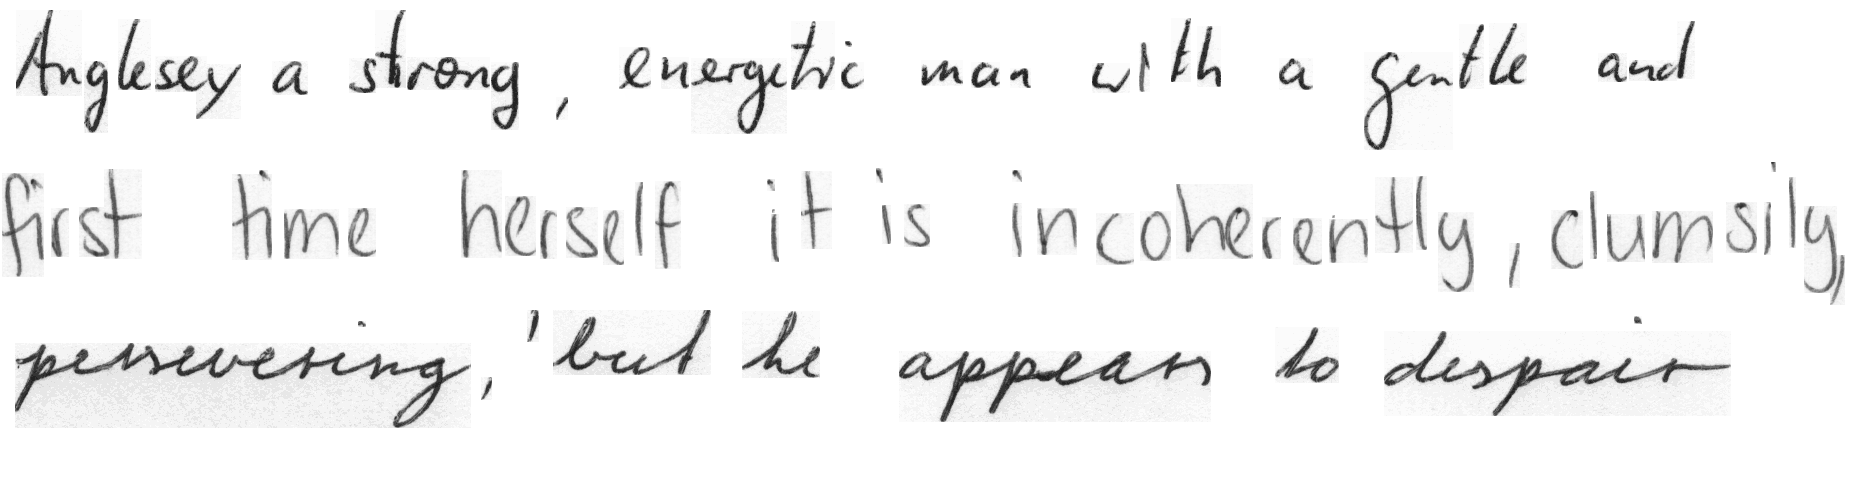 Anglesey a strong, energetic man with a gentle and
first time herself it is incoherently, clumsily,
persevering,' but he appears to despair